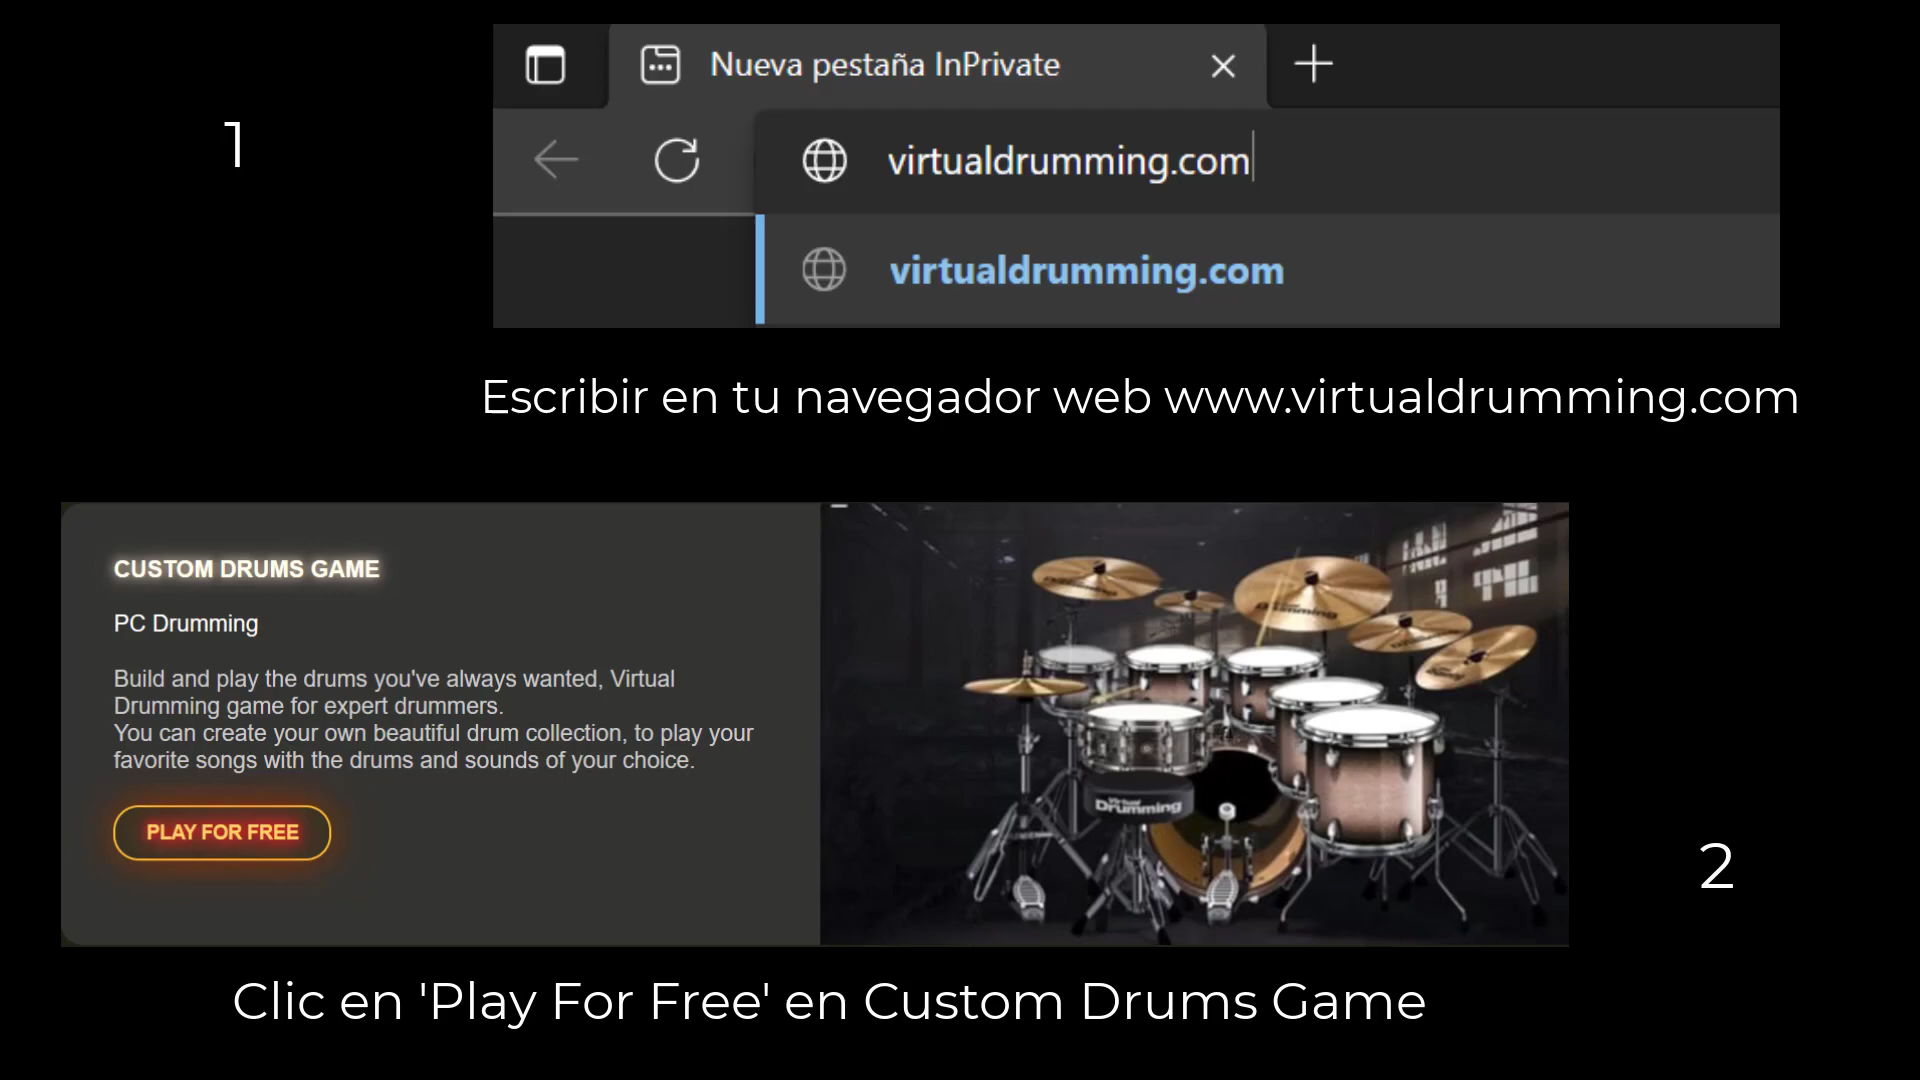 1
Nueva pestaña InPrivate
virtualdrumming.com
virtualdrumming.com
Escribir en tu navegador web www.virtualdrumming.com
CUSTOM DRUMS GAME
PC Drumming
Build and play the drums you've always wanted, Virtual
Drumming game for expert drummers.
You can create your own beautiful drum collection, to play your
favorite songs with the drums and sounds of your choice.
PLAY FOR FREE
Virtual
Drumming
2
Clic en 'Play For Free' en Custom Drums Game